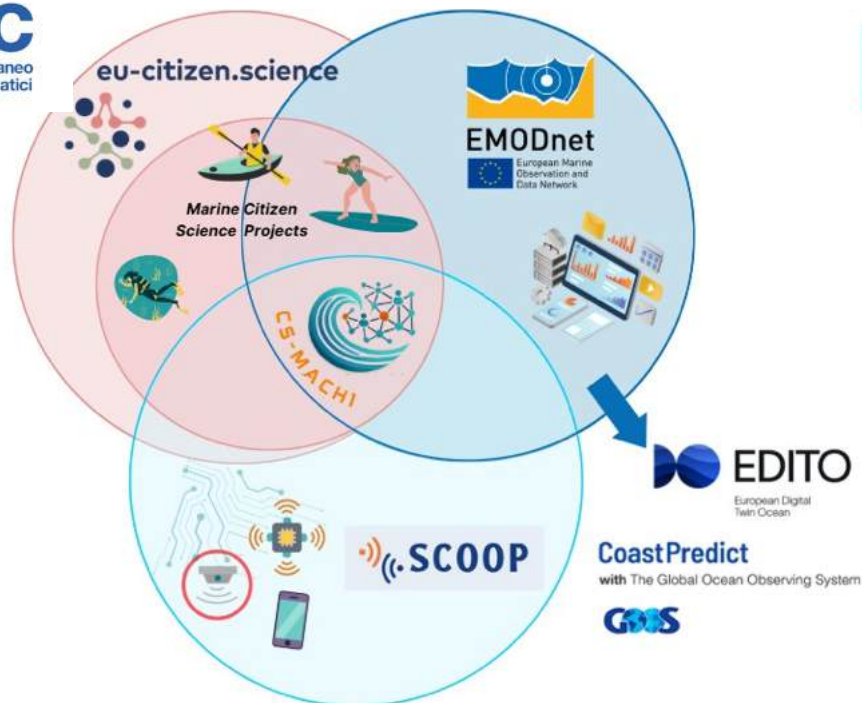 C
aneo
atici
eu-citizen.science
EMODnet
European Marine
Observation and
Data Network
Marine Citizen
Science Projects
CS-MACH1
SCOOP
EDITO
European Digital
Twin Ocean
CoastPredict
with The Global Ocean Observing System
GOOS